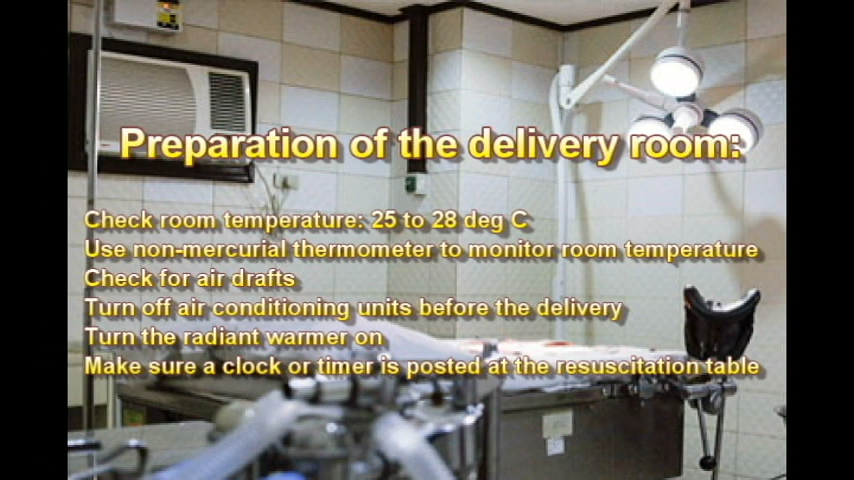 Preparation of the delivery room:
Check room temperature: 25 to 28 deg C
Use non-mercurial thermometer to monitor room temperature
Check for air drafts
Turn off air conditioning units before the delivery
Turn the radiant warmer on
Make sure a clock or timer is posted at the resuscitation table